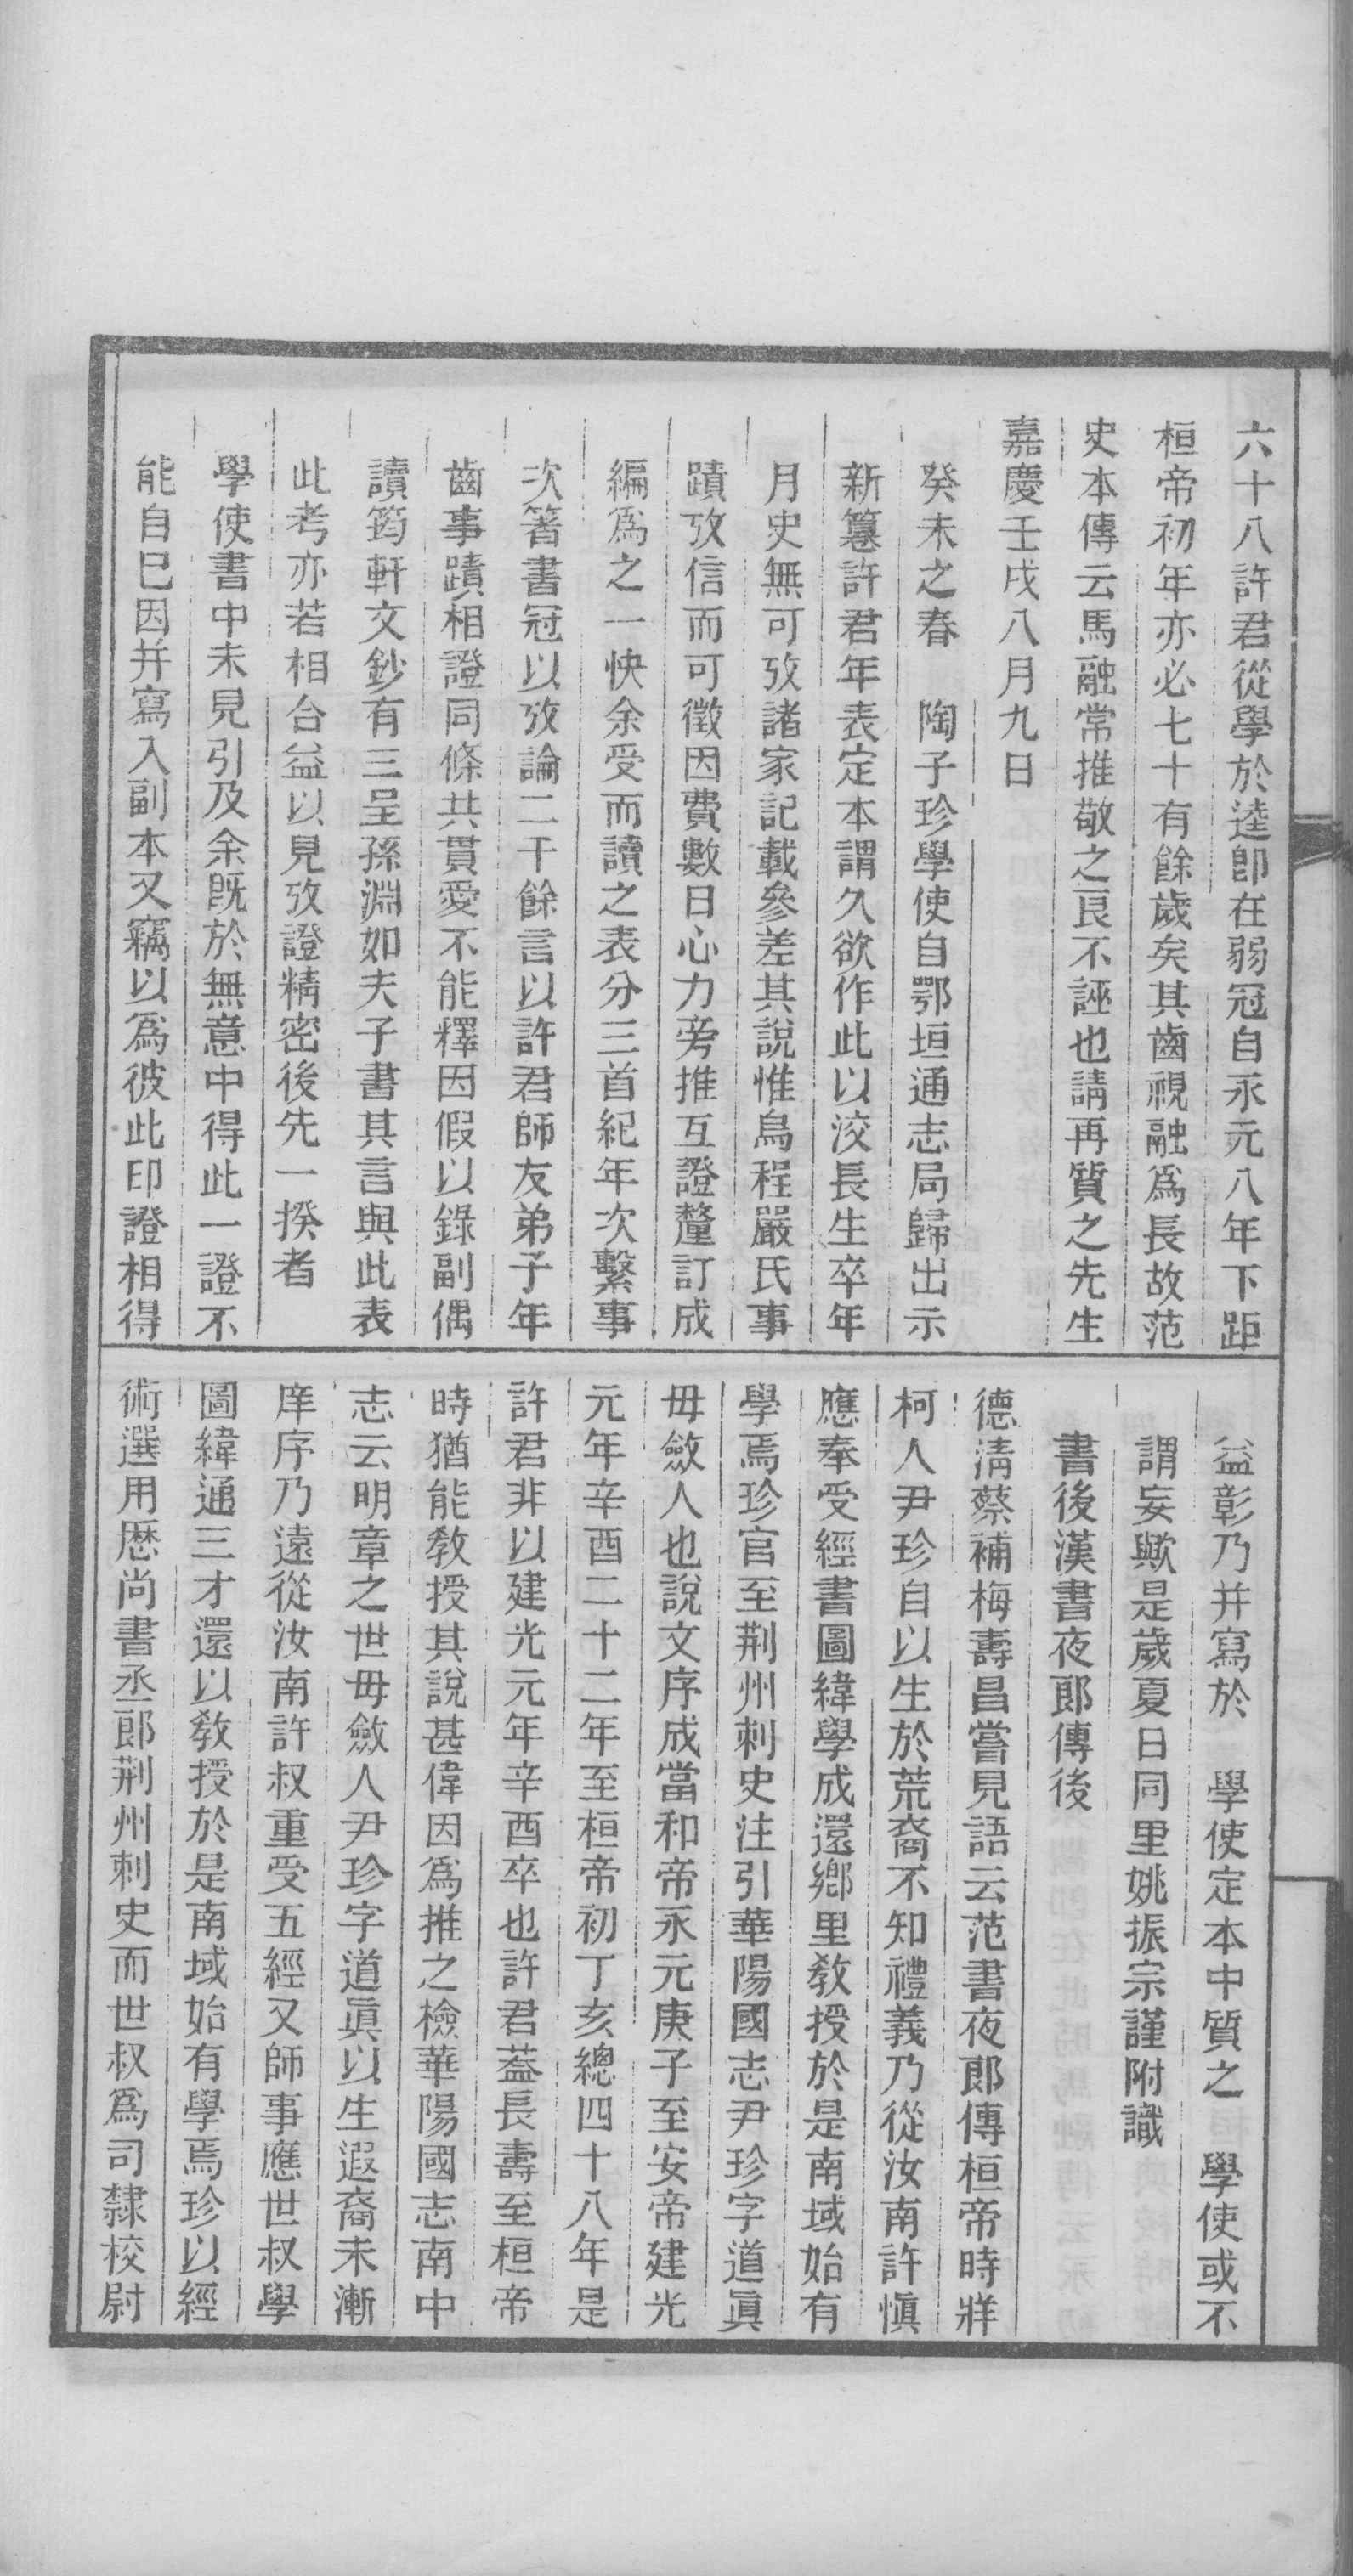 六十八許君從學於逵卽在弱冠自永元八年下距
桓帝初年亦必七十有餘歲矣其齒視融爲長故范
史本傳云馬融常推敬之良不誣也請再質之先生
嘉慶壬戌八月九日
癸未之春　陶子珍學使自鄂垣通志局歸出示
新籑許君年表定本謂久欲作此以洨長生卒年
月史無可攷諸家記載參差其說惟烏程嚴氏事
蹟攷信而可徵因費數日心力旁推互證釐訂成
編爲之一快余受而讀之表分三首紀年次繫事
次箸書冠以攷論二千餘言以許君師友弟子年
齒事蹟相證同條共貫愛不能釋因假以錄副偶
讀筠軒文鈔有三呈孫淵如夫子書其言與此表
此考亦若相台益以見攷證精密後先一揆者
學使書中未見引及余旣於無意中得此一證不
能自巳因并寫入副本又竊以爲彼此印證相得
益彰乃并寫於　學使定本中質之　學使或不
謂妄歟是歲夏日同里姚振宗謹附識
書後漢書夜郞傳後
德淸蔡補梅壽昌嘗見語云范書夜郞傳桓帝時牂
柯人尹珍自以生於荒裔不知禮義乃從汝南許愼
應奉受經書圖緯學成還鄉里敎授於是南域始有
學焉珍官至荆州刺史注引華陽國志尹珍字道眞
毋斂人也說文序成當和帝永元庚子至安帝建光
元年辛酉二十二年至桓帝初丁亥總四十八年是
許君非以建光元年辛酉卒也許君葢長壽至桓帝
時猶能敎授其說甚偉因爲推之檢華陽國志南中
志云明章之世毋斂人尹珍字道眞以生遐裔未漸
庠序乃遠從汝南許叔重受五經又師事應世叔學
圖緯通三才還以敎授於是南域始有學焉珍以經
術選用歷尚書丞郞荆州刺史而世叔爲司隸校尉